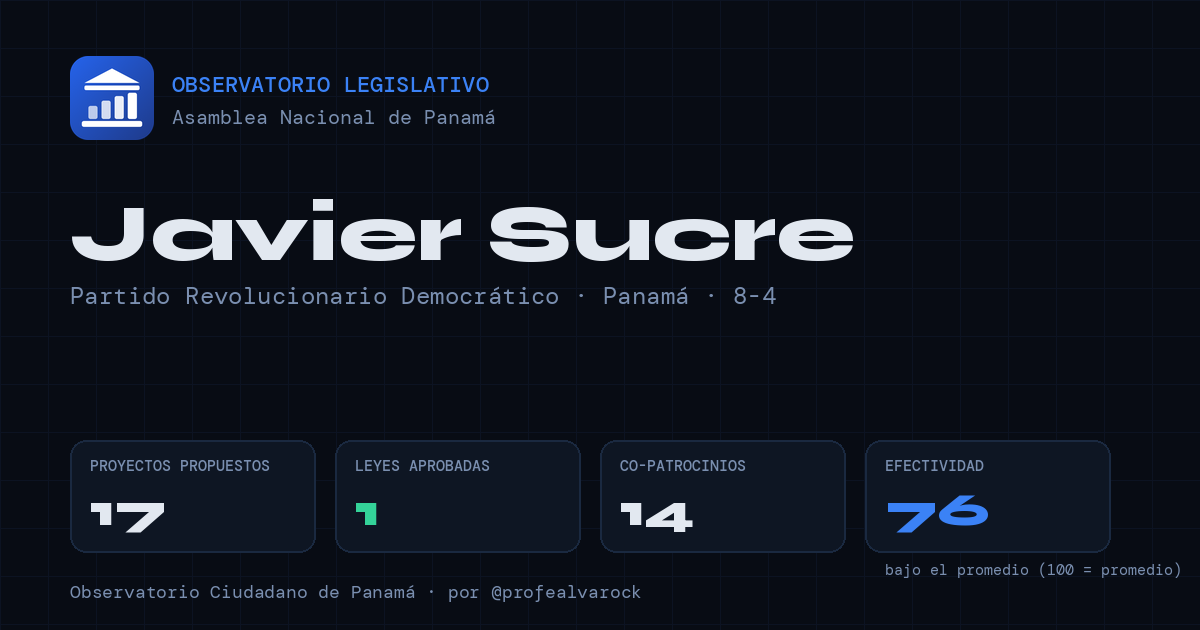 OBSERVATORIO LEGISLATIVO
Asamblea Nacional de Panamá
Javier Sucre
Partido Revolucionario Democrático · Panamá · 8-4
PROYECTOS PROPUESTOS
17
LEYES APROBADAS
1
CO-PATROCINIOS
14
EFECTIVIDAD
76
bajo el promedio (100 = promedio)
Observatorio Ciudadano de Panamá · por @profealvarock